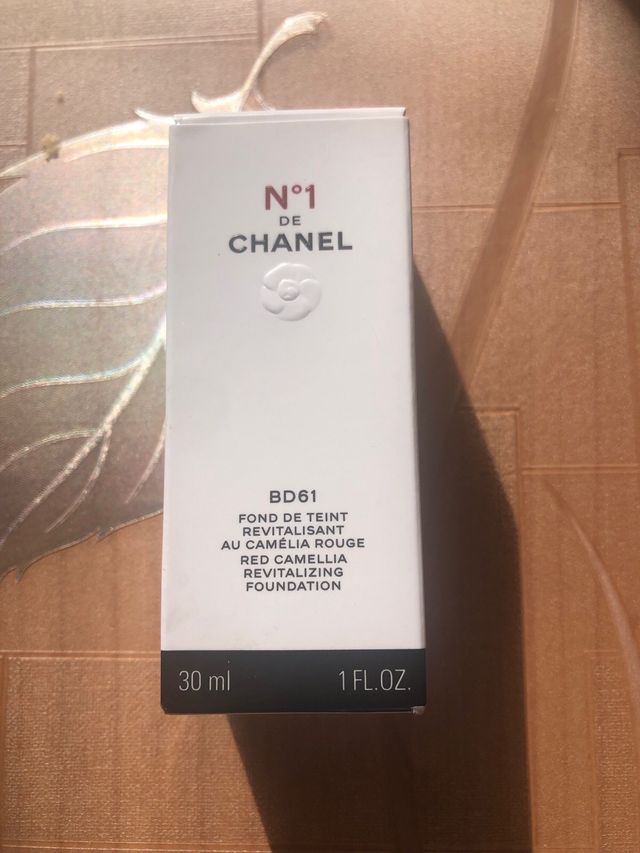 N°1
DE
CHANEL
BD61
FOND DE TEINT
REVITALISANT
AU CAMÉLIA ROUGE
RED CAMELLIA
REVITALIZING
FOUNDATION
30 ml 1 FL.OZ.